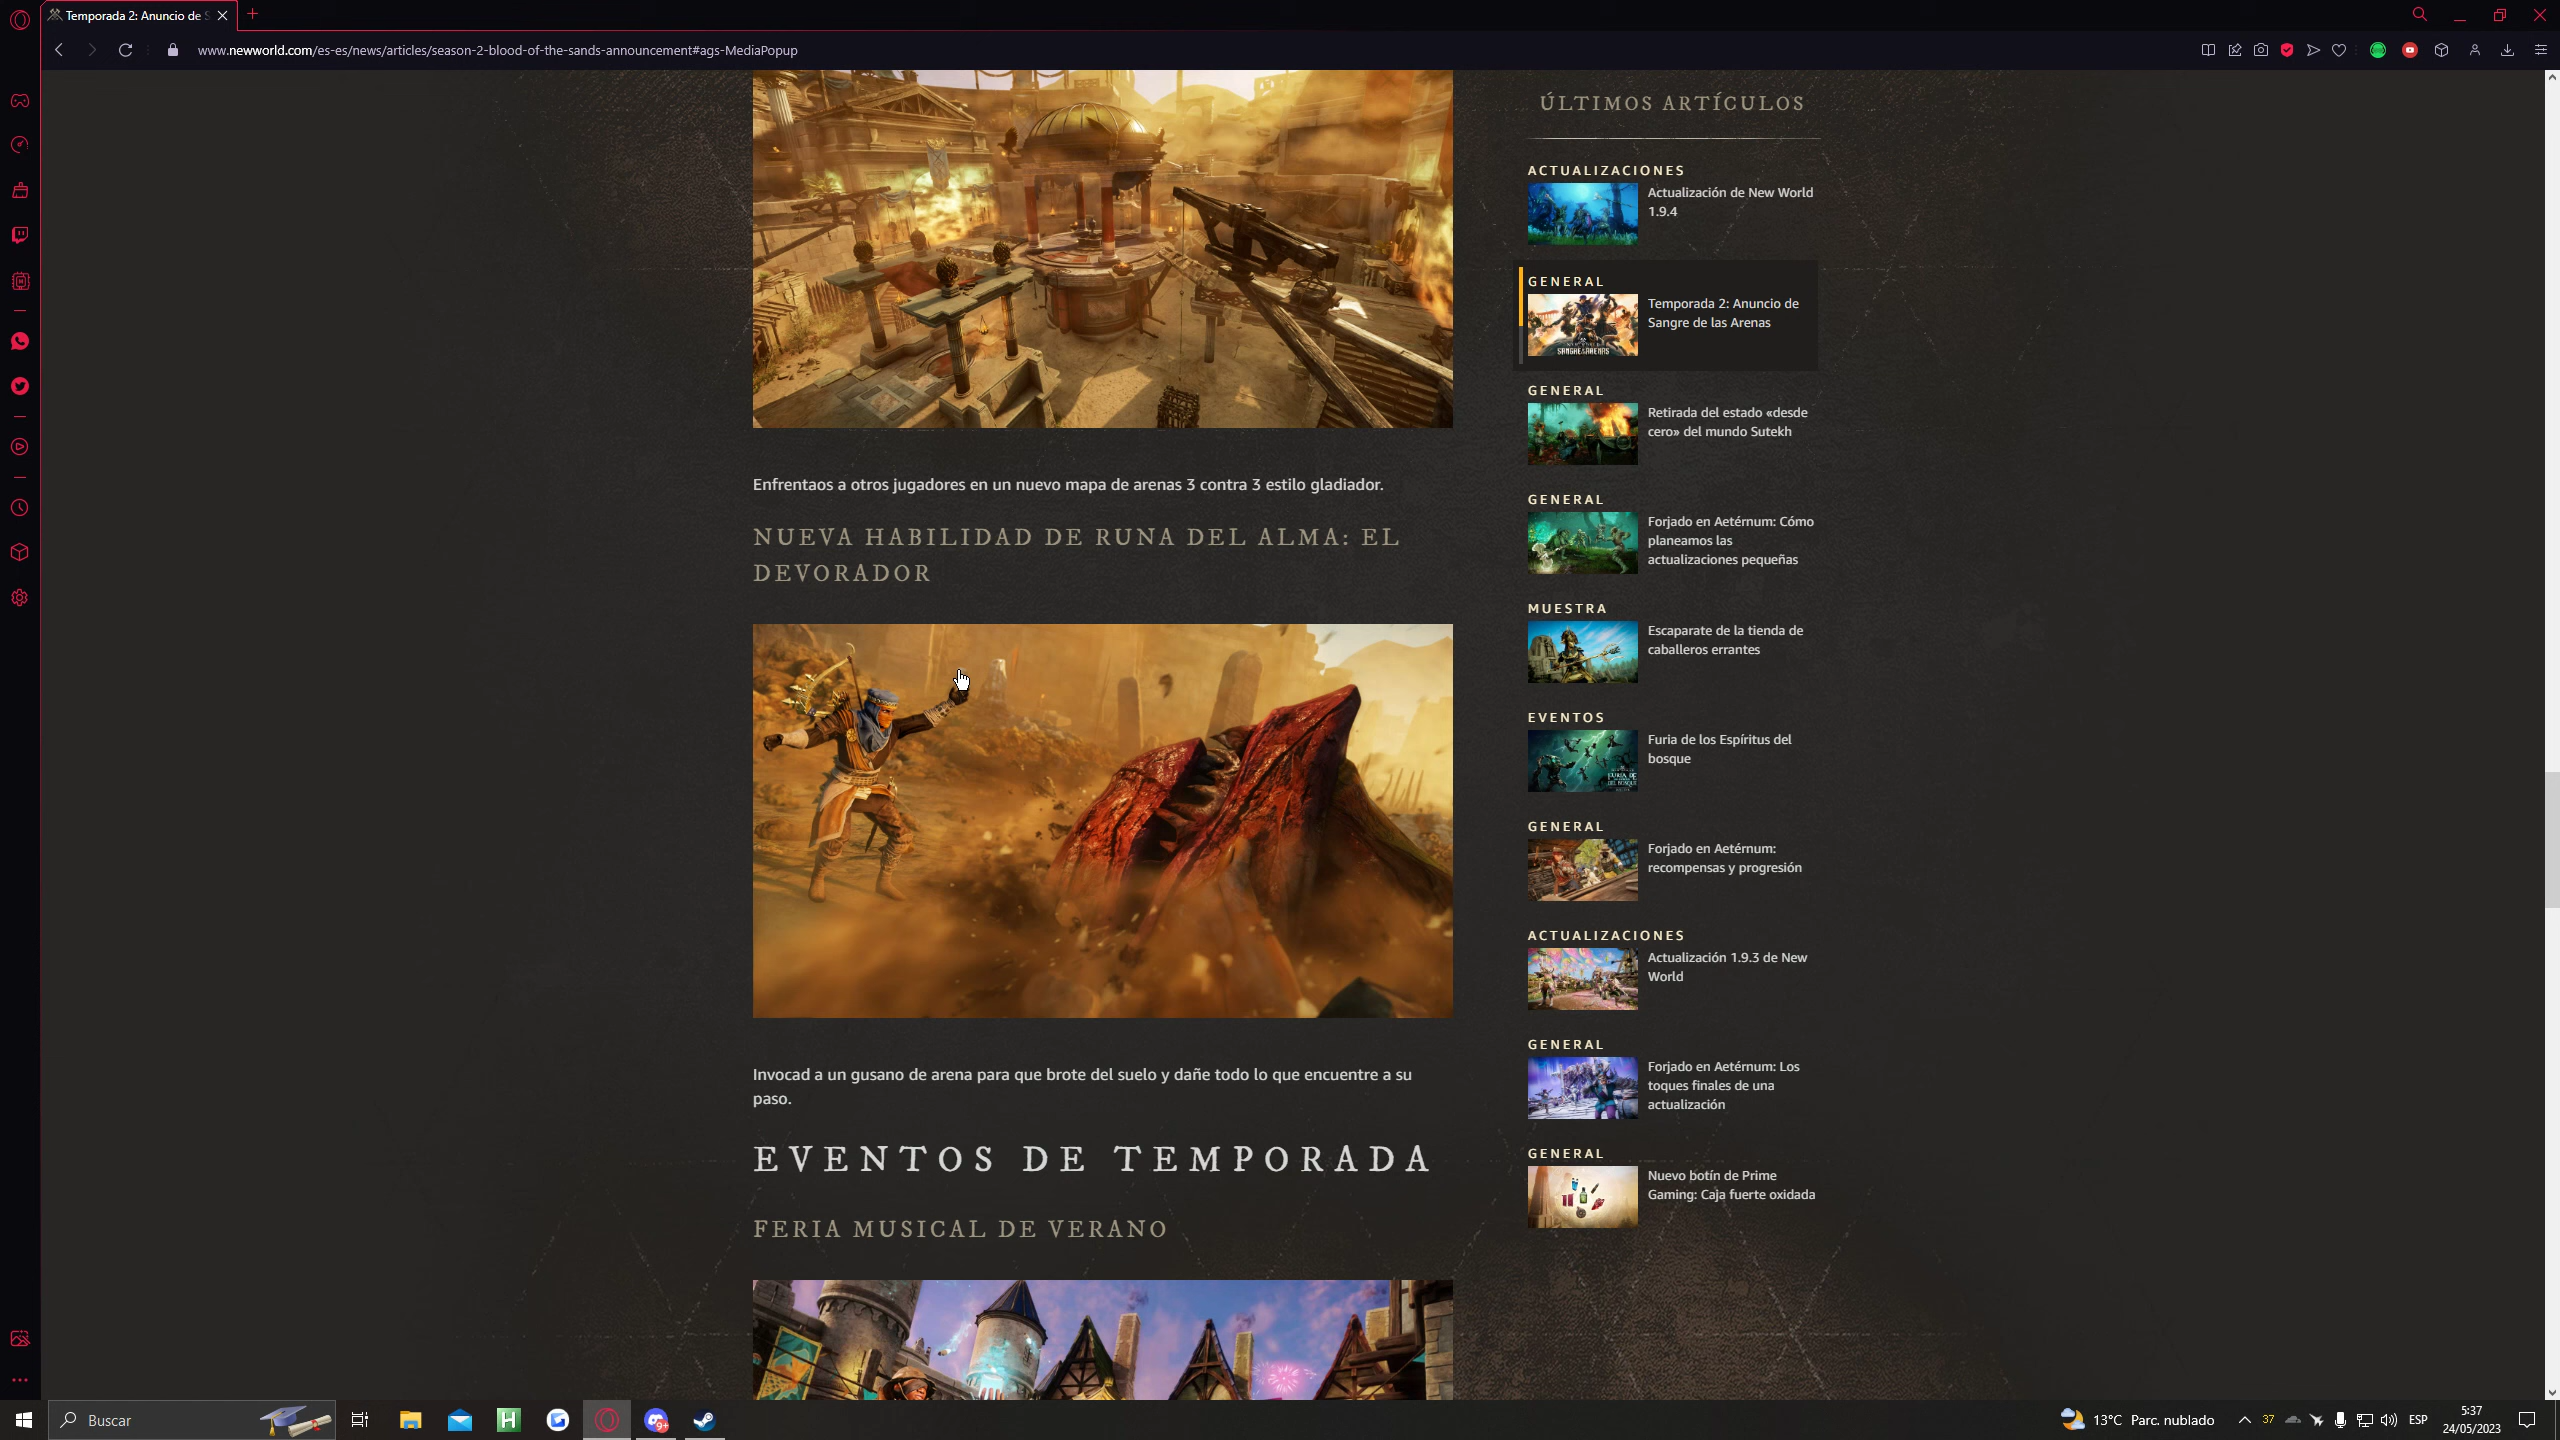 Temporada 2: Anuncio de S
www.newworld.com/es-es/news/articles/season-2-blood-of-the-sands-announcement#ags-MediaPopup
Enfrentaos a otros jugadores en un nuevo mapa de arenas 3 contra 3 estilo gladiador.
NUEVA HABILIDAD DE RUNA DEL ALMA: EL
DEVORADOR
Invocad a un gusano de arena para que brote del suelo y dañe todo lo que encuentre a su
paso.
EVENTOS DE TEMPORADA
FERIA MUSICAL DE VERANO
ÚLTIMOS ARTÍCULOS
ACTUALIZACIONES
Actualización de New World
1.9.4
GENERAL
Temporada 2: Anuncio de
Sangre de las Arenas
SANGRE DE LAS ARENAS
GENERAL
Retirada del estado «desde
cero» del mundo Sutekh
GENERAL
Forjado en Aetérnum: Cómo
planeamos las
actualizaciones pequeñas
MUESTRA
Escaparate de la tienda de
caballeros errantes
EVENTOS
Furia de los Espíritus del
bosque
GENERAL
Forjado en Aetérnum:
recompensas y progresión
ACTUALIZACIONES
Actualización 1.9.3 de New
World
GENERAL
Forjado en Aetérnum: Los
toques finales de una
actualización
GENERAL
Nuevo botín de Prime
Gaming: Caja fuerte oxidada
Buscar
H
9+
13°C Parc. nublado
37
ESP
5:37
24/05/2023